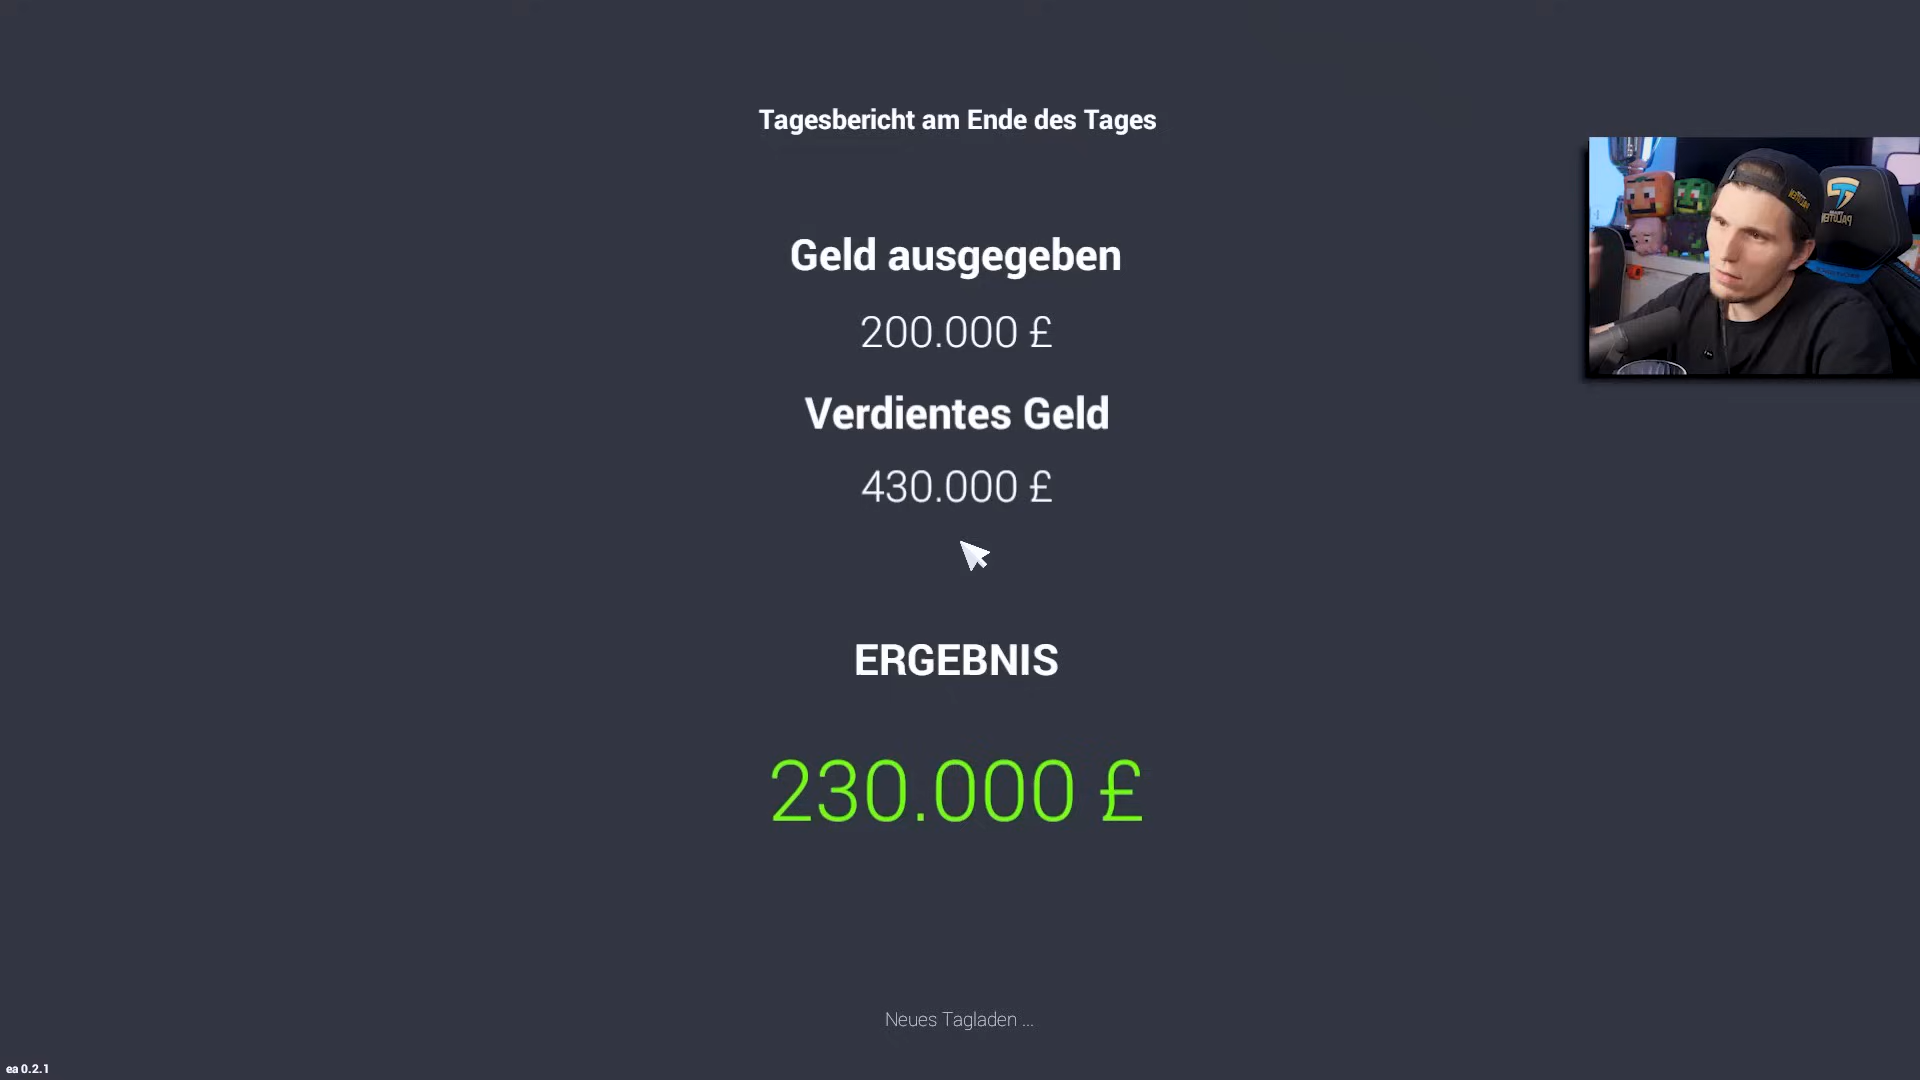 Tagesbericht am Ende des Tages
Geld ausgegeben
200.000 £
Verdientes Geld
430.000 £
ERGEBNIS
230.000 £
Neues Tagladen ...
ea 0.2.1
PALUTEN